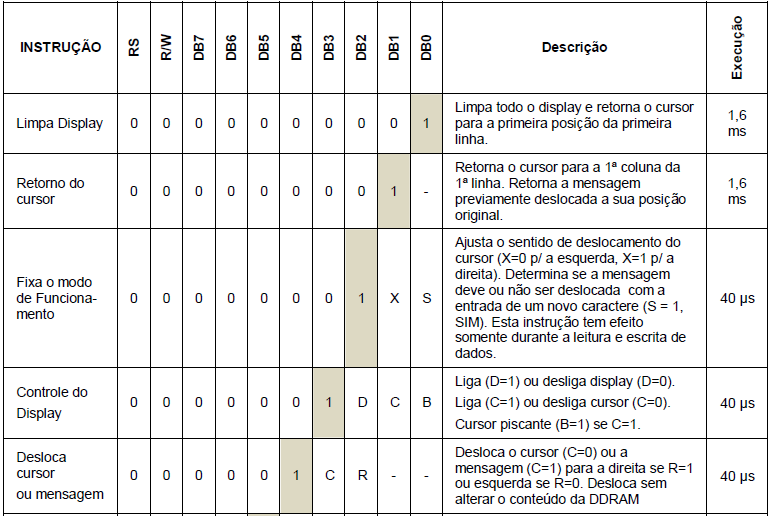 INSTRUÇÃO RS R/W DB7 DB6 DB5 DB4 DB3 DB2 DB1 DB0 Descrição Execução
Limpa Display 0 0 0 0 0 0 0 0 0 1
Limpa todo o display e retorna o cursor
para a primeira posição da primeira
linha.
1,6
ms
Retorno do
cursor
0 0 0 0 0 0 0 0 1 -
Retorna o cursor para a 1ª coluna da
1ª linha. Retorna a mensagem
previamente deslocada a sua posição
original.
1,6
ms
Fixa o modo
de Funciona-
mento
0 0 0 0 0 0 0 1 X S
Ajusta o sentido de deslocamento do
cursor (X=0 p/ a esquerda, X=1 p/ a
direita). Determina se a mensagem
deve ou não ser deslocada com a
entrada de um novo caractere (S = 1,
SIM). Esta instrução tem efeito
somente durante a leitura e escrita de
dados.
40 μs
Controle do
Display
0 0 0 0 0 0 1 D C B
Liga (D=1) ou desliga display (D=0).
Liga (C=1) ou desliga cursor (C=0).
Cursor piscante (B=1) se C=1.
40 μs
Desloca
cursor
ou mensagem
0 0 0 0 0 1 C R - -
Desloca o cursor (C=0) ou a
mensagem (C=1) para a direita se R=1
ou esquerda se R=0. Desloca sem
alterar o conteúdo da DDRAM
40 μs